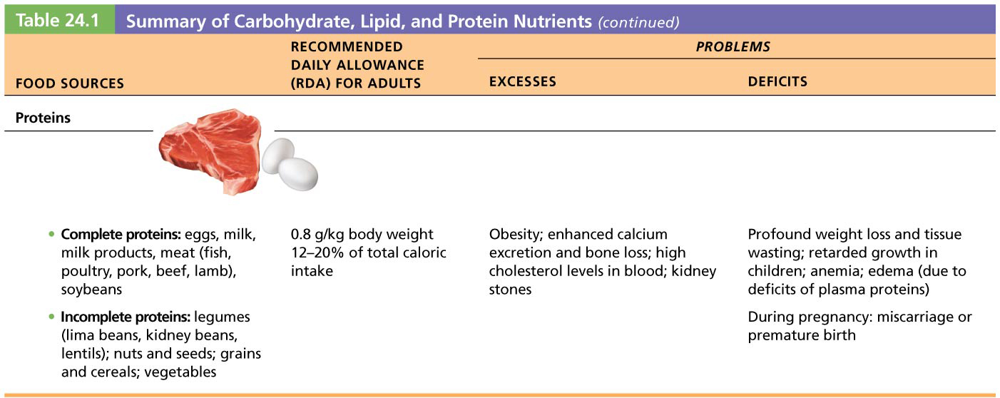 Table 24.1 Summary of Carbohydrate, Lipid, and Protein Nutrients (continued)
FOOD SOURCES
RECOMMENDED
DAILY ALLOWANCE
(RDA) FOR ADULTS
PROBLEMS
EXCESSES
DEFICITS
Proteins
• Complete proteins: eggs, milk,
milk products, meat (fish,
poultry, pork, beef, lamb),
soybeans
• Incomplete proteins: legumes
(lima beans, kidney beans,
lentils); nuts and seeds; grains
and cereals; vegetables
0.8 g/kg body weight
12–20% of total caloric
intake
Obesity; enhanced calcium
excretion and bone loss; high
cholesterol levels in blood; kidney
stones
Profound weight loss and tissue
wasting; retarded growth in
children; anemia; edema (due to
deficits of plasma proteins)
During pregnancy: miscarriage or
premature birth